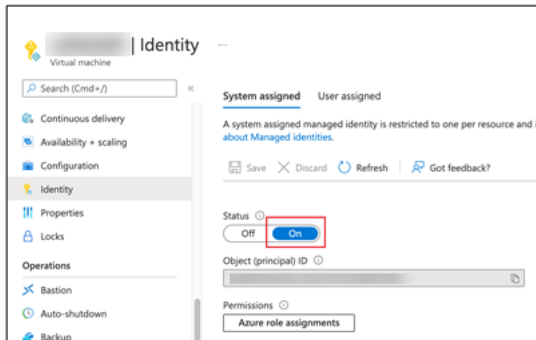 | Identity ...
Virtual machine
Search (Cmd+/)
«
Continuous delivery
Availability + scaling
Configuration
Identity
Properties
Locks
Operations
Bastion
Auto-shutdown
Backup
System assigned User assigned
A system assigned managed identity is restricted to one per resource and
about Managed identities.
Save Discard Refresh | Got feedback?
Status
Off On
Object (principal) ID
Permissions
Azure role assignments